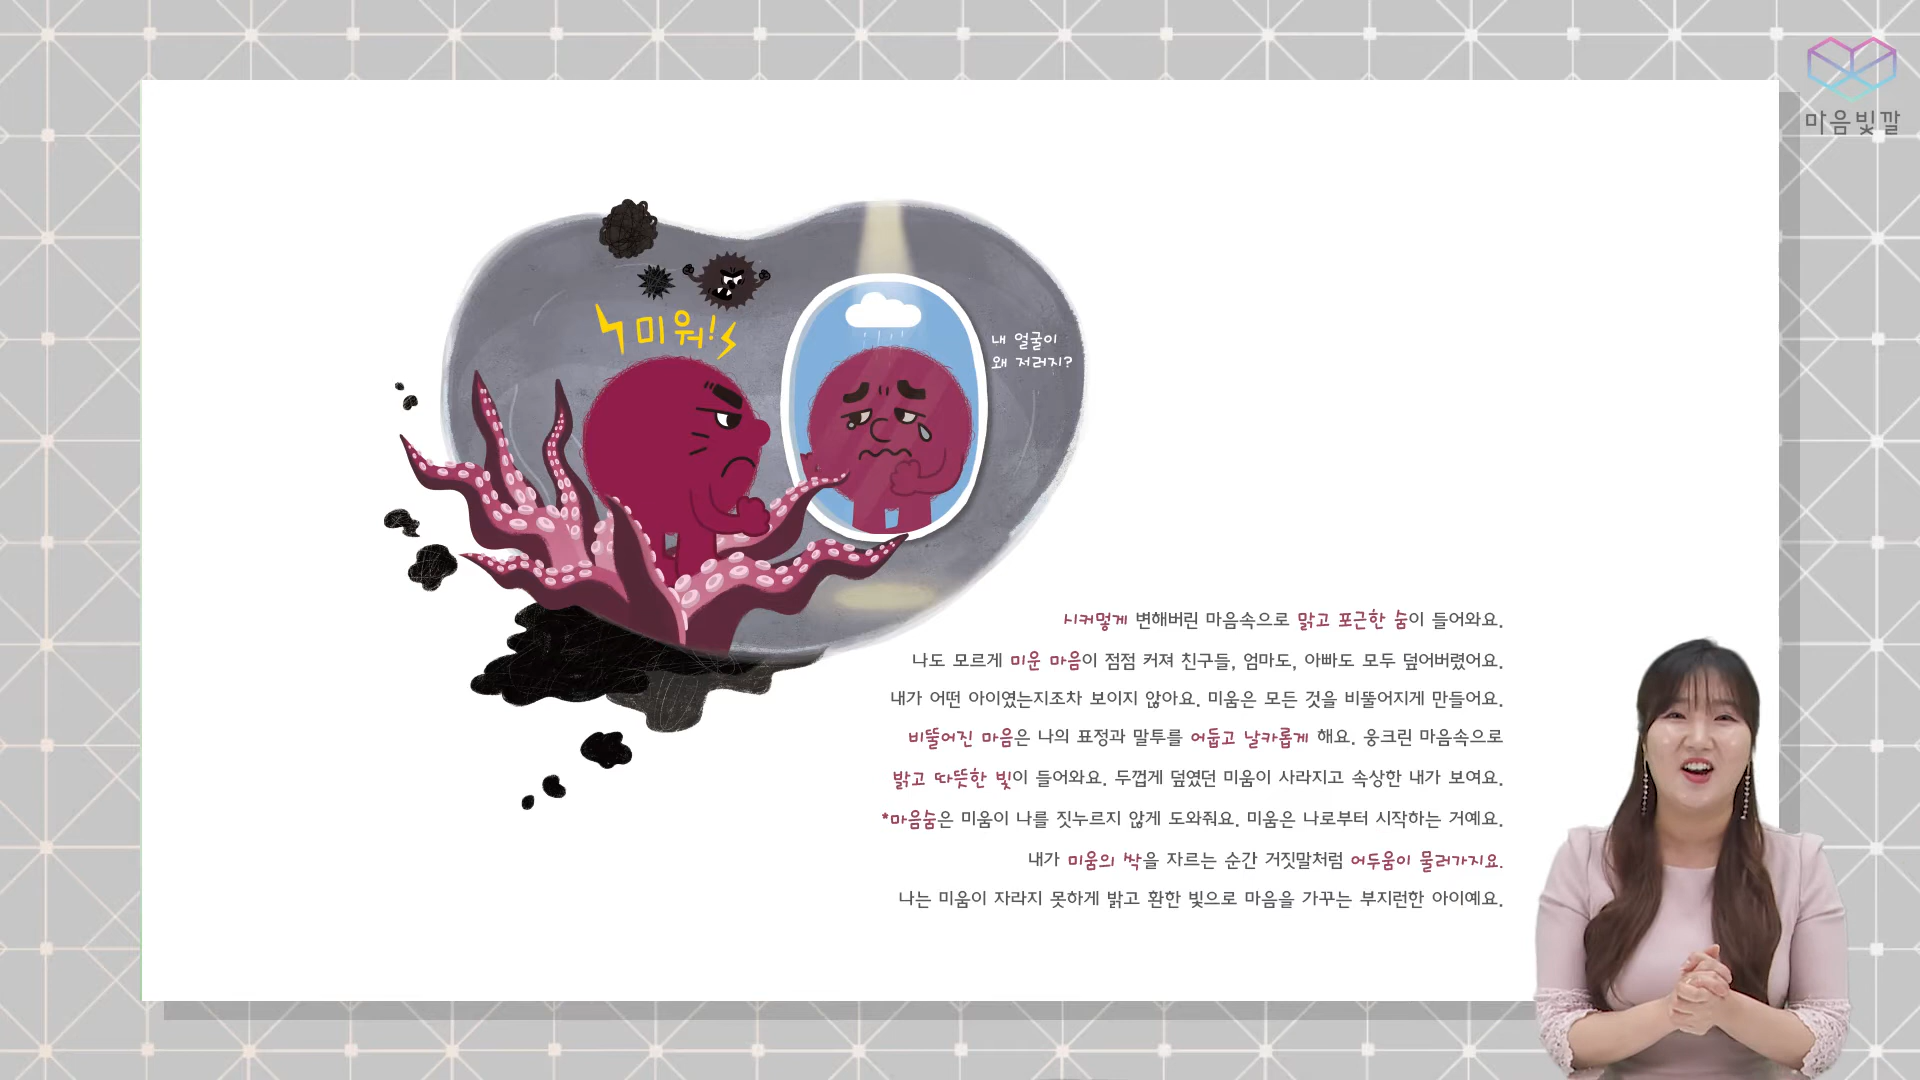 마음빛깔
미워!
내 얼굴이
왜 저러지?
시커멓게 변해버린 마음속으로 맑고 포근한 숨이 들어와요.
나도 모르게 미운 마음이 점점 커져 친구들, 엄마도, 아빠도 모두 덮어버렸어요.
내가 어떤 아이였는지조차 보이지 않아요. 미움은 모든 것을 비뚤어지게 만들어요.
비뚤어진 마음은 나의 표정과 말투를 어둡고 날카롭게 해요. 웅크린 마음속으로
밝고 따뜻한 빛이 들어와요. 두껍게 덮였던 미움이 사라지고 속상한 내가 보여요.
*마음숨은 미움이 나를 짓누르지 않게 도와줘요. 미움은 나로부터 시작하는 거예요.
내가 미움의 싹을 자르는 순간 거짓말처럼 어두움이 물러가지요.
나는 미움이 자라지 못하게 밝고 환한 빛으로 마음을 가꾸는 부지런한 아이예요.